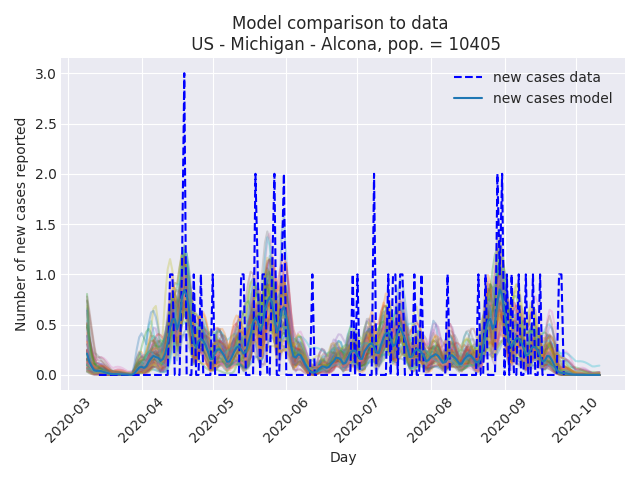 Model comparison to data
US - Michigan - Alcona, pop. = 10405
new cases data
new cases model
Number of new cases reported
3.0
2.5
2.0
1.5
1.0
0.5
0.0
2020-03
2020-04
2020-05
2020-06
2020-07
2020-08
2020-09
2020-10
Day